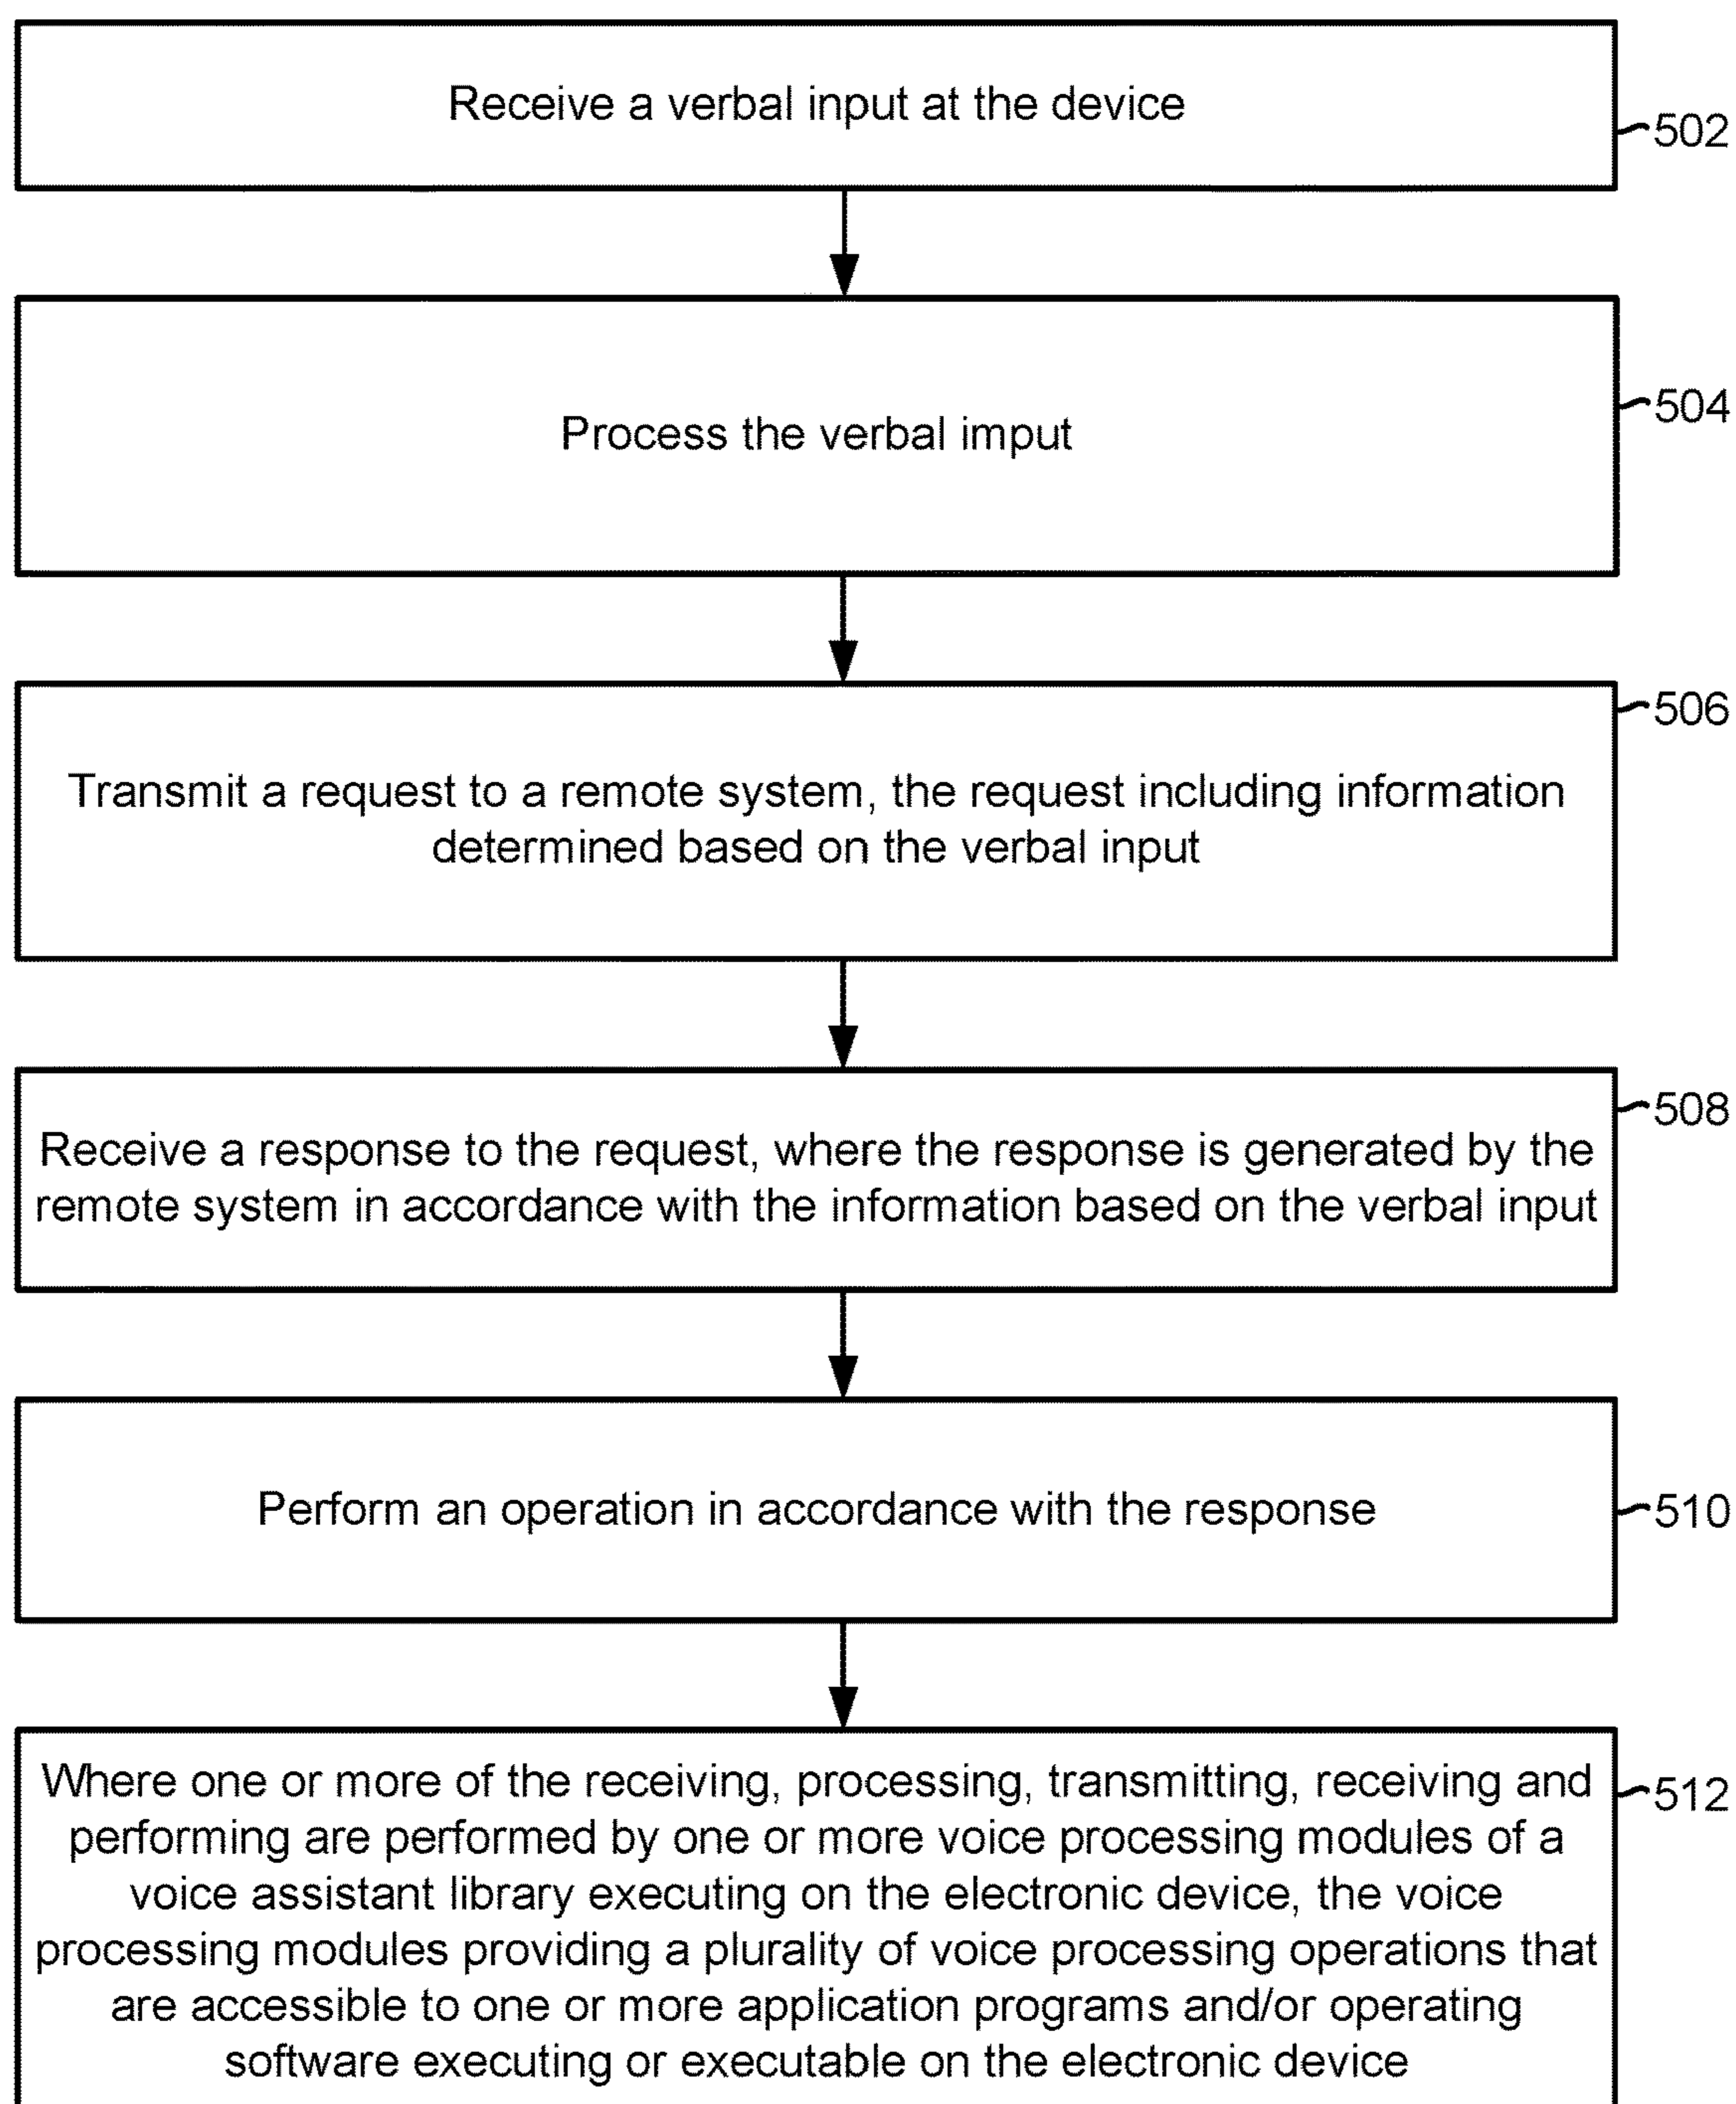 Receive a verbal input at the device
502
Process the verbal imput
504
506
Transmit a request to a remote system, the request including information
determined based on the verbal input
508
Receive a response to the request, where the response is generated by the
remote system in accordance with the information based on the verbal input
Perform an operation in accordance with the response
510
Where one or more of the receiving, processing, transmitting, receiving and
512
performing are performed by one or more voice processing modules of a
voice assistant library executing on the electronic device, the voice
processing modules providing a plurality of voice processing operations that
are accessible to one or more application programs and/or operating
software executing or executable on the electronic device